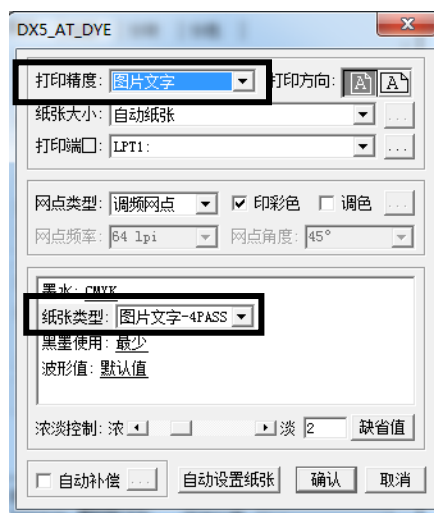 DX5_AT_DYE
打印精度: 图片文字 打印方向: A A
纸张大小: 自动纸张 ...
打印端口: LPT1: ...
网点类型: 调频网点 印彩色 调色 ...
网点频率: 64 lpi 网点角度: 45°
墨水: CMYK
纸张类型: 图片文字-4PASS
黑墨使用: 最少
波形值: 默认值
浓淡控制: 浓 淡 2 缺省值
自动补偿 ... 自动设置纸张 确认 取消